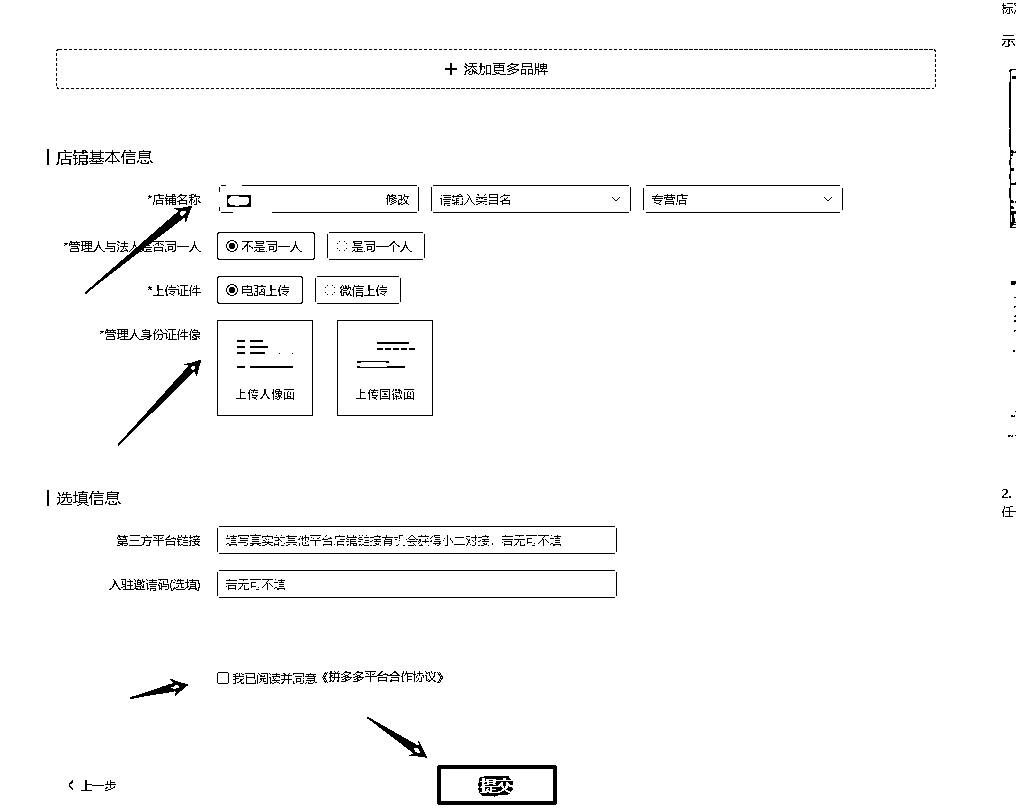 + 添加更多品牌
店铺基本信息
*店铺名称 修改 请输入类目名 专营店
*管理人与法人是否同一人 不是同一人 是同一个人
*上传证件 电脑上传 微信上传
*管理人身份证件像
上传人像面 上传国徽面
选填信息
第三方平台链接 填写真实的其他平台店铺链接有机会获得小二对接，若无可不填
入驻邀请码(选填) 若无可不填
我已阅读并同意《拼多多平台合作协议》
上一步 提交
示
2.
任